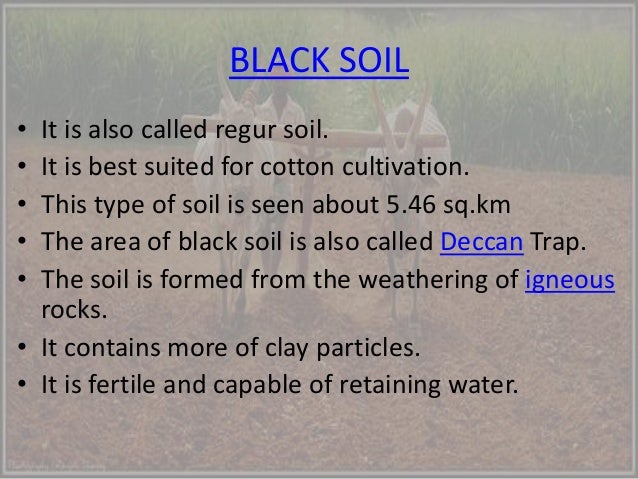 BLACK SOIL
• It is also called regur soil.
• It is best suited for cotton cultivation.
• This type of soil is seen about 5.46 sq.km
• The area of black soil is also called Deccan Trap.
• The soil is formed from the weathering of igneous
rocks.
• It contains more of clay particles.
• It is fertile and capable of retaining water.